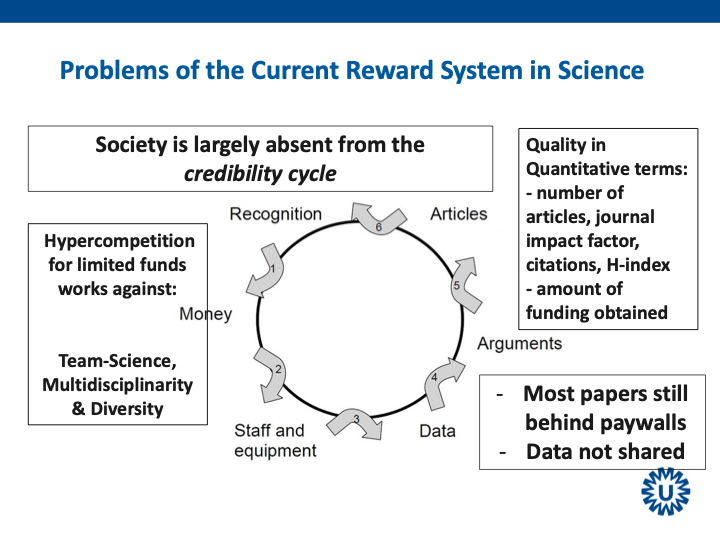 Problems of the Current Reward System in Science
Society is largely absent from the
credibility cycle
Quality in
Quantitative terms:
- number of
articles, journal
impact factor,
citations, H-index
- amount of
funding obtained
Hypercompetition
for limited funds
works against:
Team-Science,
Multidisciplinarity
& Diversity
Recognition
1
Money
2
Staff and
equipment
3
Data
4
Arguments
5
Articles
6
- Most papers still
behind paywalls
- Data not shared
U